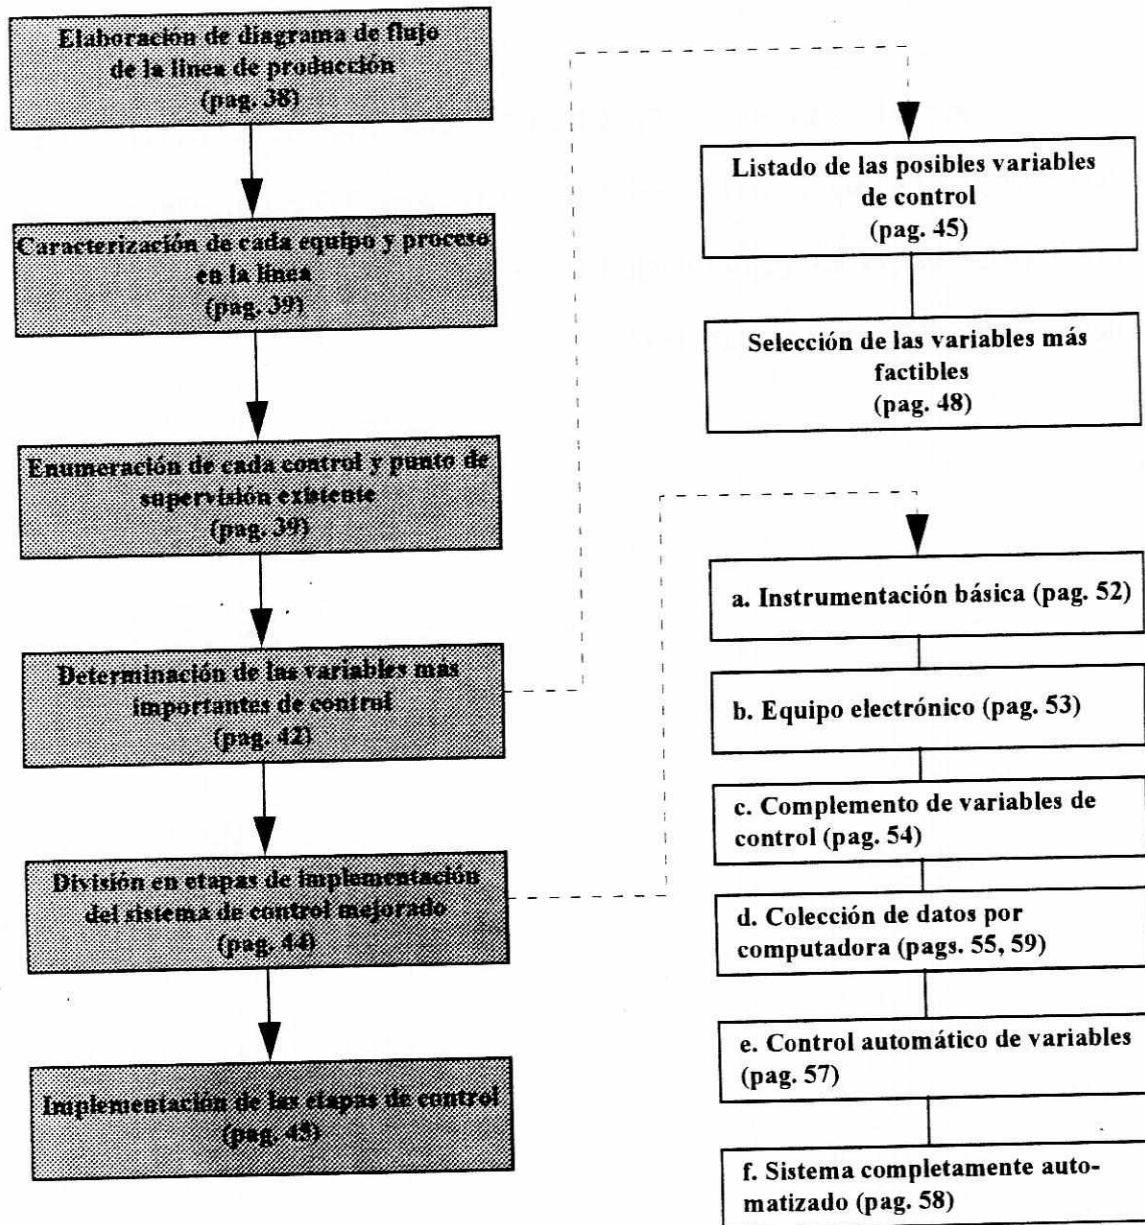 Elaboracion de diagrama de flujo
de la linea de producción
(pag. 38)
Caracterización de cada equipo y proceso
en la linea
(pag. 39)
Enumeración de cada control y punto de
supervisión existente
(pag. 39)
Determinación de las variables mas
importantes de control
(pag. 42)
División en etapas de implementación
del sistema de control mejorado
(pag. 44)
Implementación de las etapas de control
(pag. 45)
Listado de las posibles variables
de control
(pag. 45)
Selección de las variables más
factibles
(pag. 48)
a. Instrumentación básica (pag. 52)
b. Equipo electrónico (pag. 53)
c. Complemento de variables de
control (pag. 54)
d. Colección de datos por
computadora (pags. 55, 59)
e. Control automático de variables
(pag. 57)
f. Sistema completamente auto-
matizado (pag. 58)